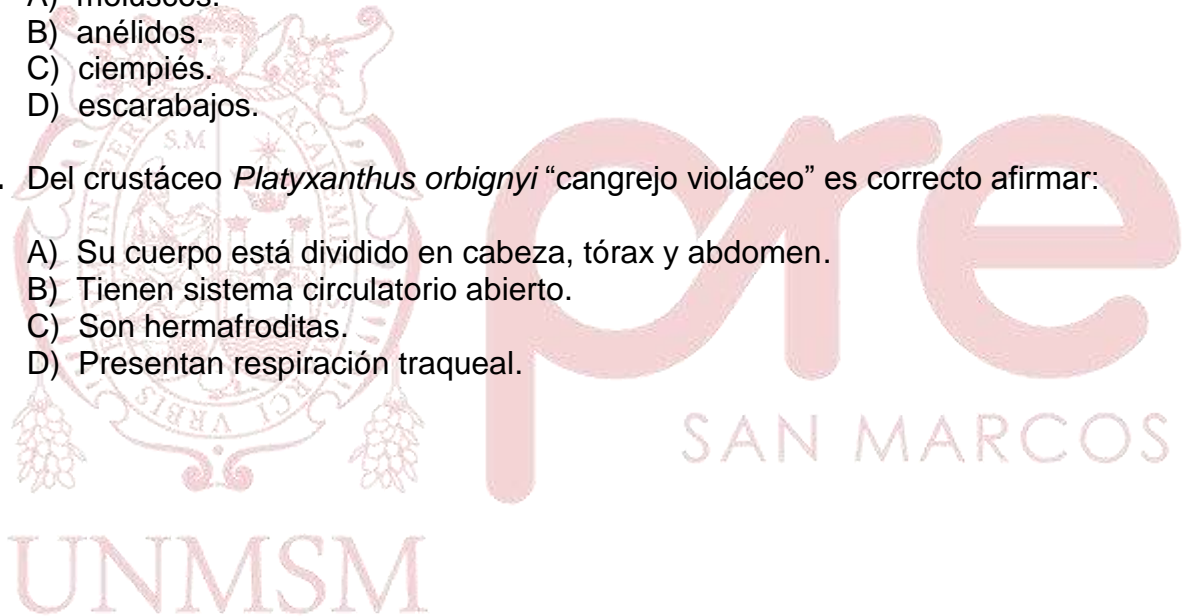 A) moluscos.
B) anélidos.
C) ciempiés.
D) escarabajos.
. Del crustáceo Platyxanthus orbignyi “cangrejo violáceo” es correcto afirmar:
A) Su cuerpo está dividido en cabeza, tórax y abdomen.
B) Tienen sistema circulatorio abierto.
C) Son hermafroditas.
D) Presentan respiración traqueal.
S.M
pre
SAN MARCOS
UNMSM